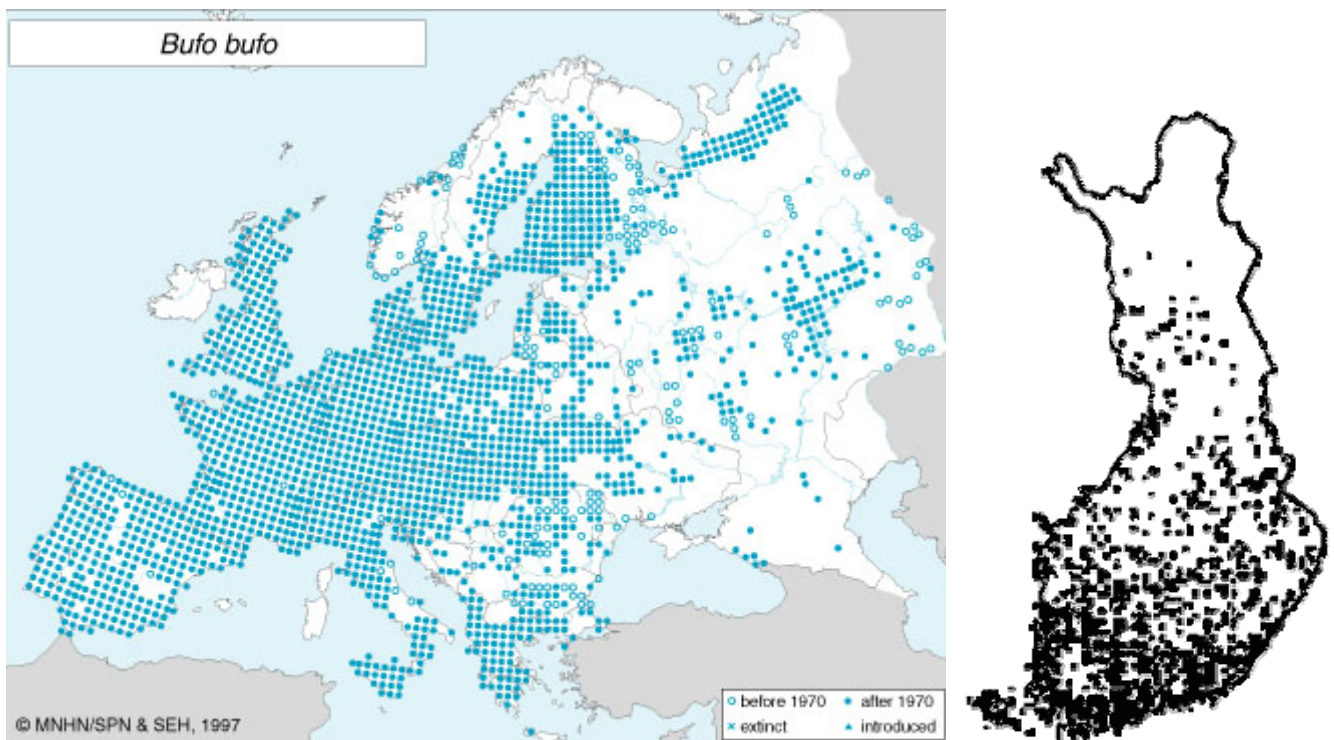 Bufo bufo
before 1970 after 1970
extinct introduced
© MNHN/SPN & SEH, 1997